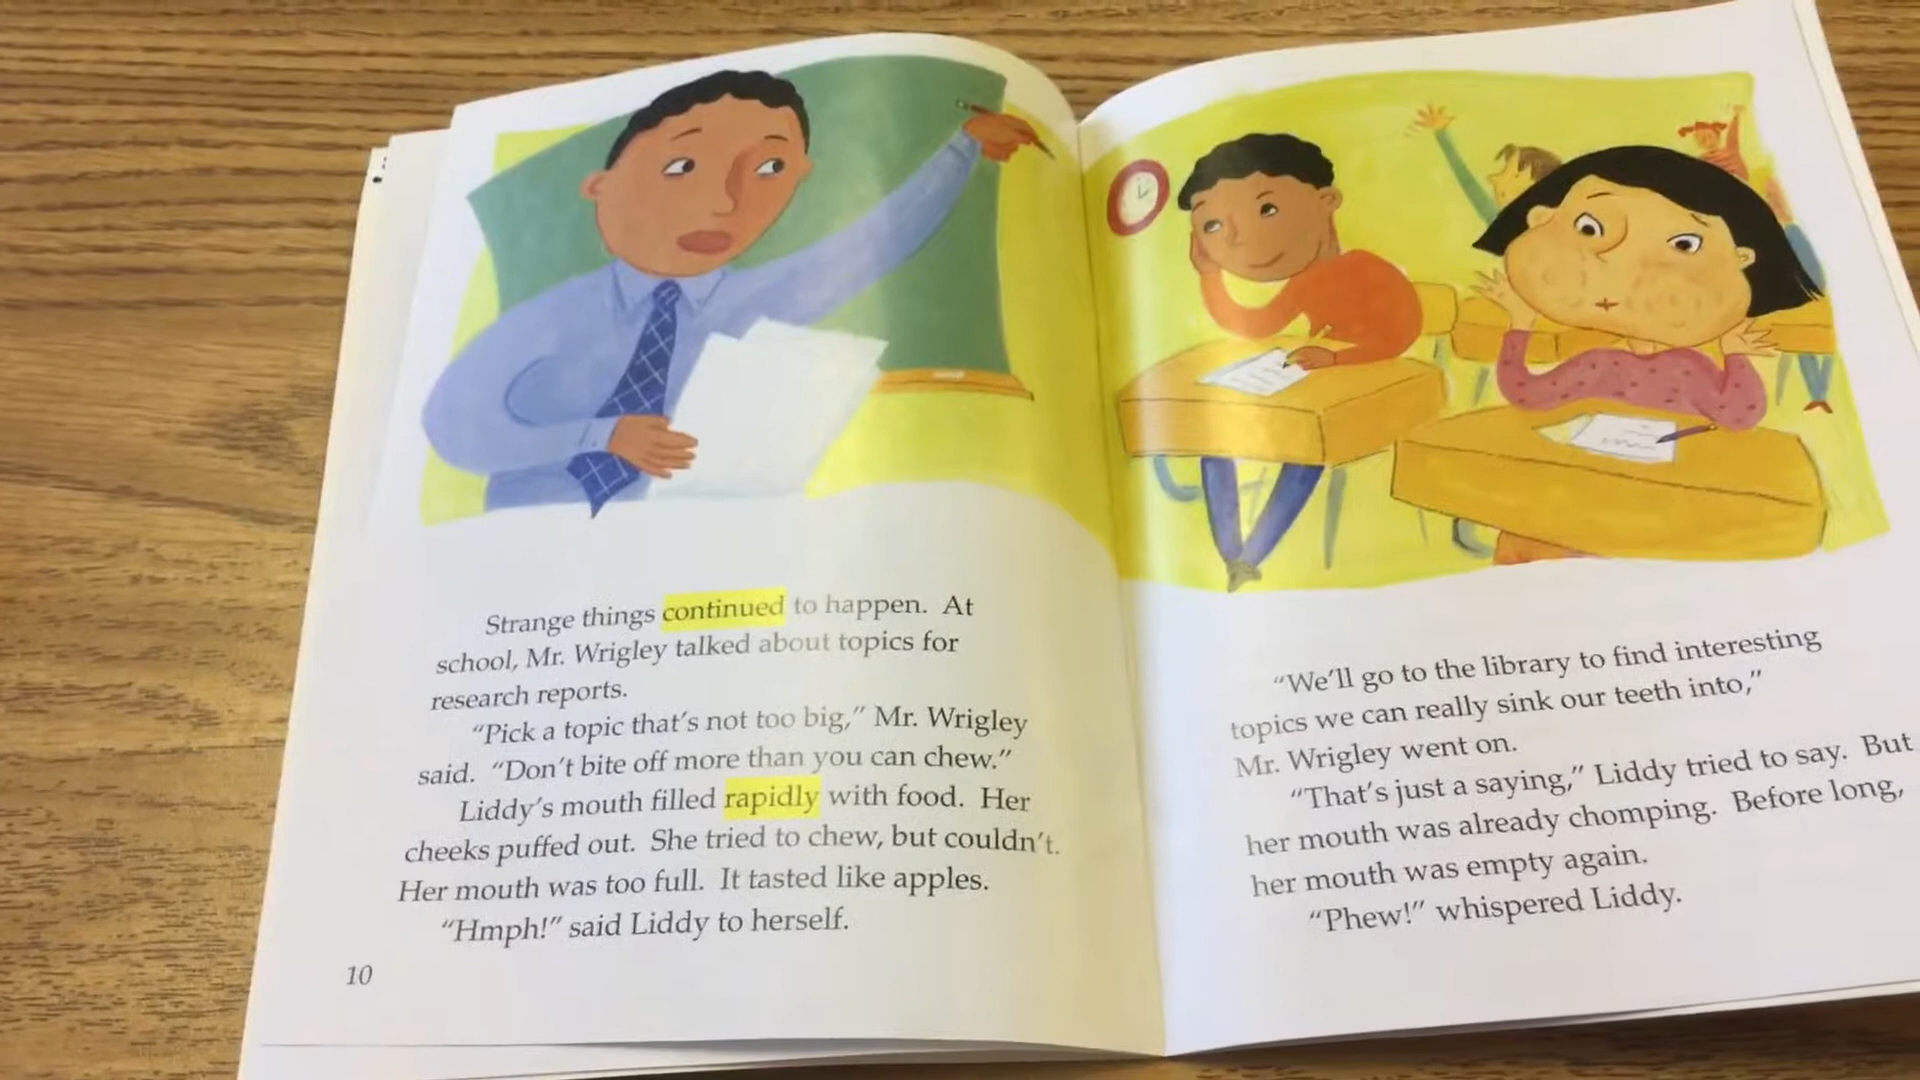 Strange things continued to happen. At
school, Mr. Wrigley talked about topics for
research reports.
“Pick a topic that’s not too big,” Mr. Wrigley
said. “Don’t bite off more than you can chew.”
Liddy’s mouth filled rapidly with food. Her
cheeks puffed out. She tried to chew, but couldn’t.
Her mouth was too full. It tasted like apples.
“Hmph!” said Liddy to herself.
10
“We’ll go to the library to find interesting
topics we can really sink our teeth into,”
Mr. Wrigley went on.
“That’s just a saying,” Liddy tried to say. But
her mouth was already chomping. Before long,
her mouth was empty again.
“Phew!” whispered Liddy.